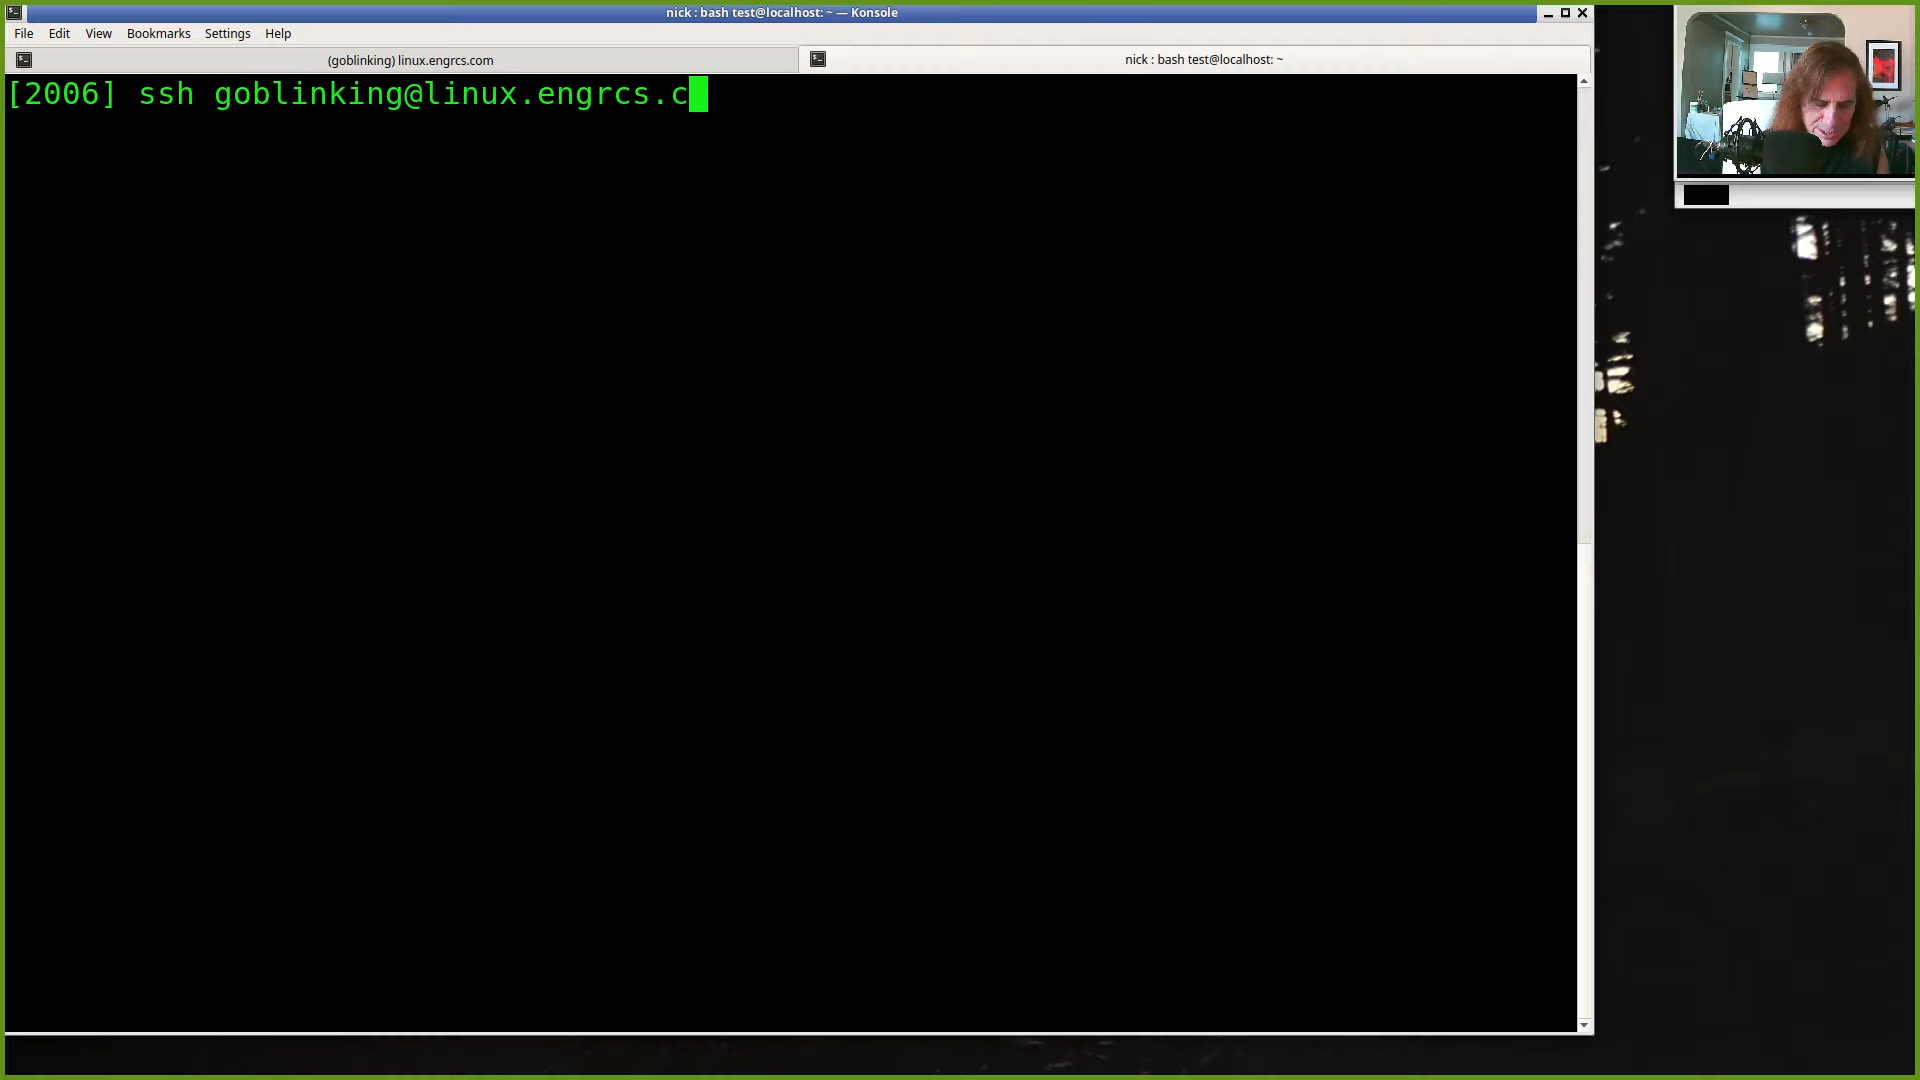 nick : bash test@localhost: ~ — Konsole
File Edit View Bookmarks Settings Help
(goblinking) linux.engrcs.com
nick : bash test@localhost: ~
[2006] ssh goblinking@linux.engrcs.c